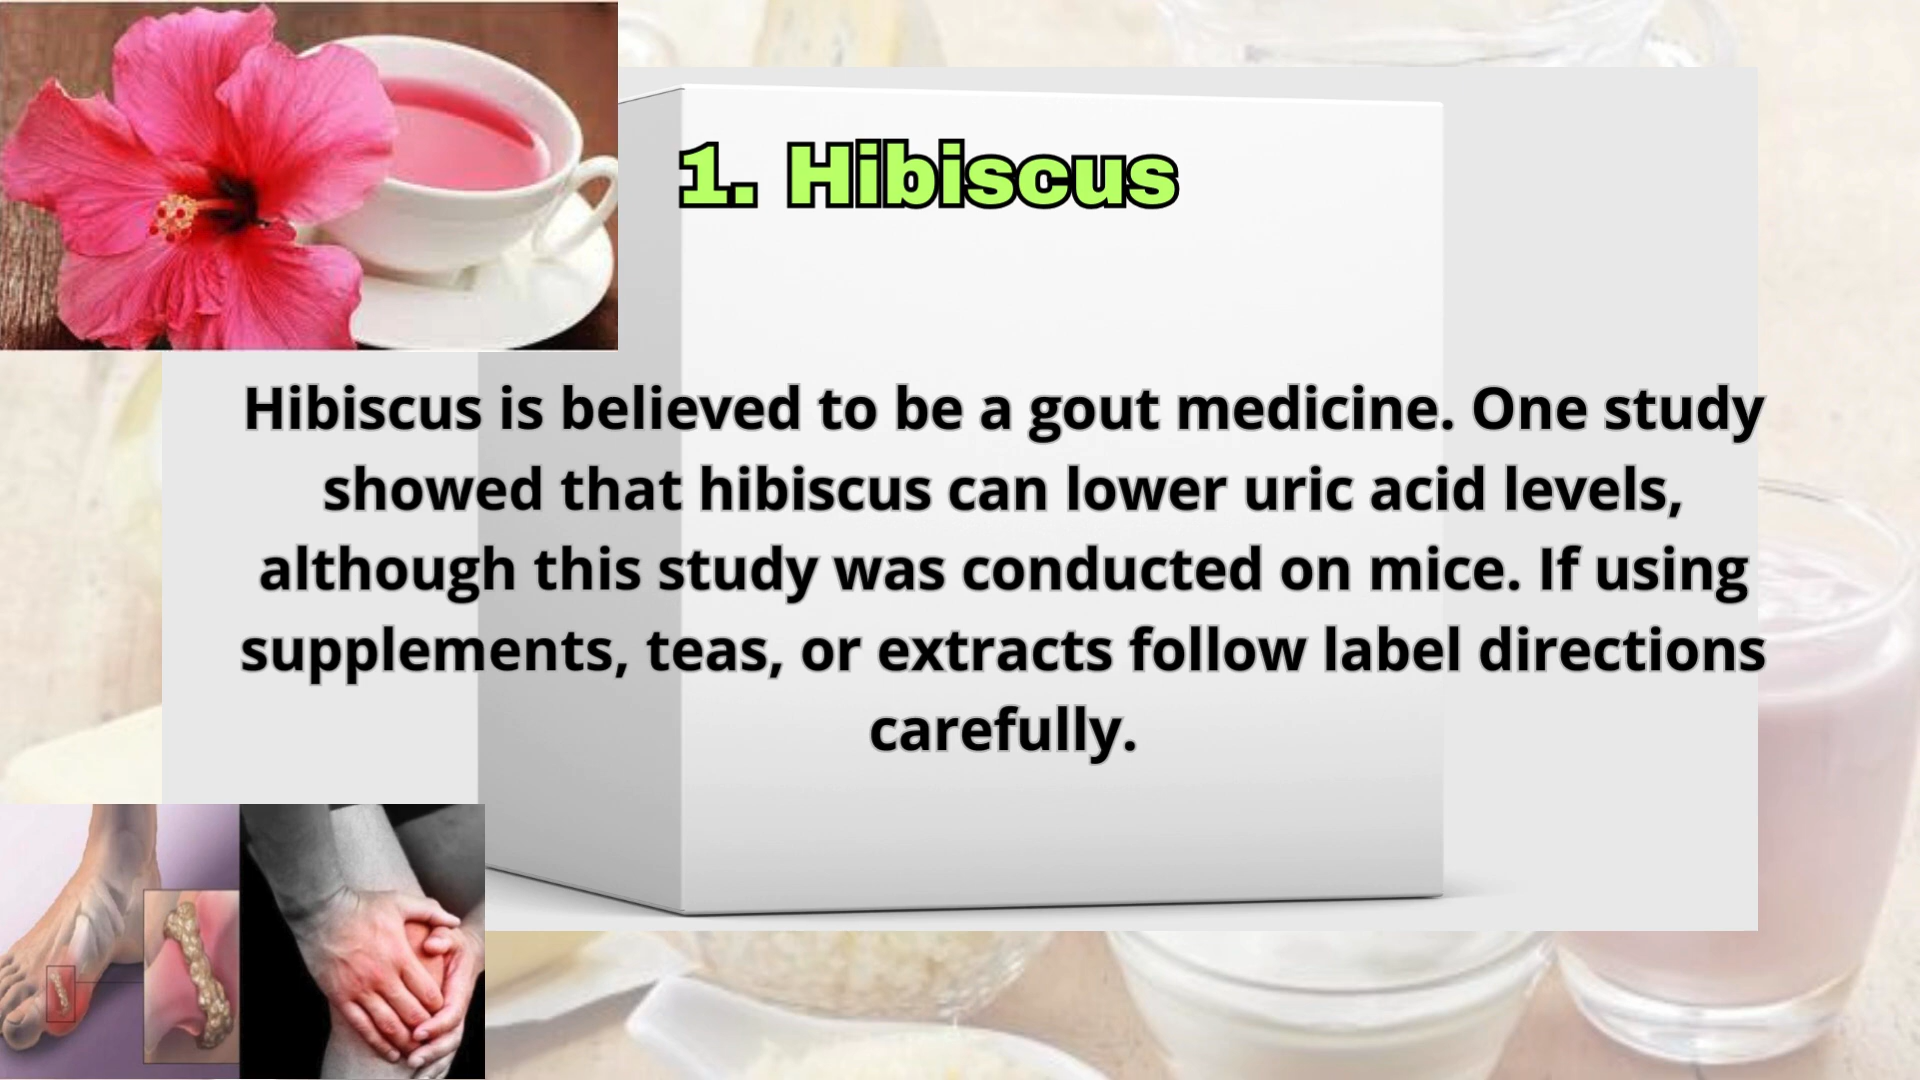 1. Hibiscus
Hibiscus is believed to be a gout medicine. One study
showed that hibiscus can lower uric acid levels,
although this study was conducted on mice. If using
supplements, teas, or extracts follow label directions
carefully.